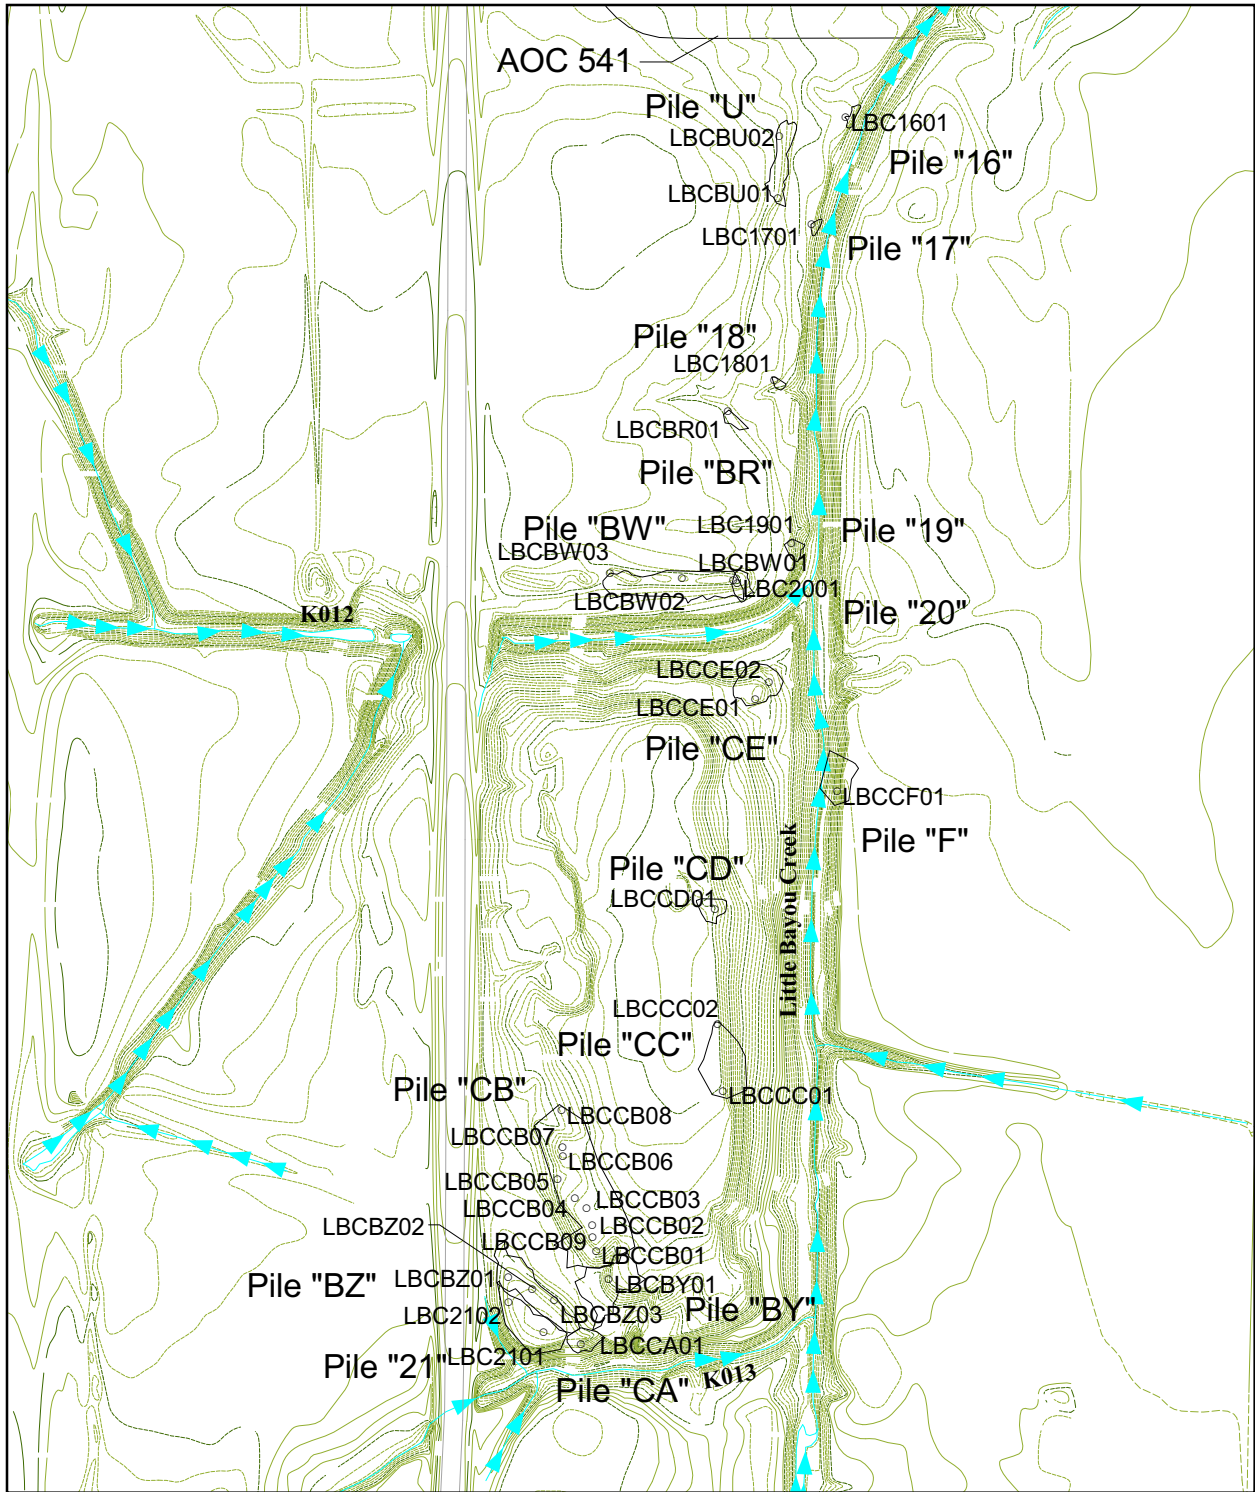 AOC 541
Pile "U"
LBCBU02
LBC1601
Pile "16"
LBCBU01
LBC1701
Pile "17"
Pile "18"
LBC1801
LBCBR01
Pile "BR"
Pile "BW"
LBC1901
Pile "19"
LBCBW03
LBCBW01
LBC2001
LBCBW02
K012
Pile "20"
LBCCE02
LBCCE01
Pile "CE"
LBCCF01
Pile "F"
Little Bayou Creek
Pile "CD"
LBCCD01
LBCCC02
Pile "CC"
Pile "CB"
LBCCC01
LBCCB08
LBCCB07
LBCCB06
LBCCB05
LBCCB03
LBCCB04
LBCBZ02
LBCCB02
LBCCB09
LBCCB01
Pile "BZ"
LBCBZ01
LBCBY01
LBC2102
LBCBZ03
Pile "BY"
LBCCA01
LBC2101
Pile "21"
K013
Pile "CA"